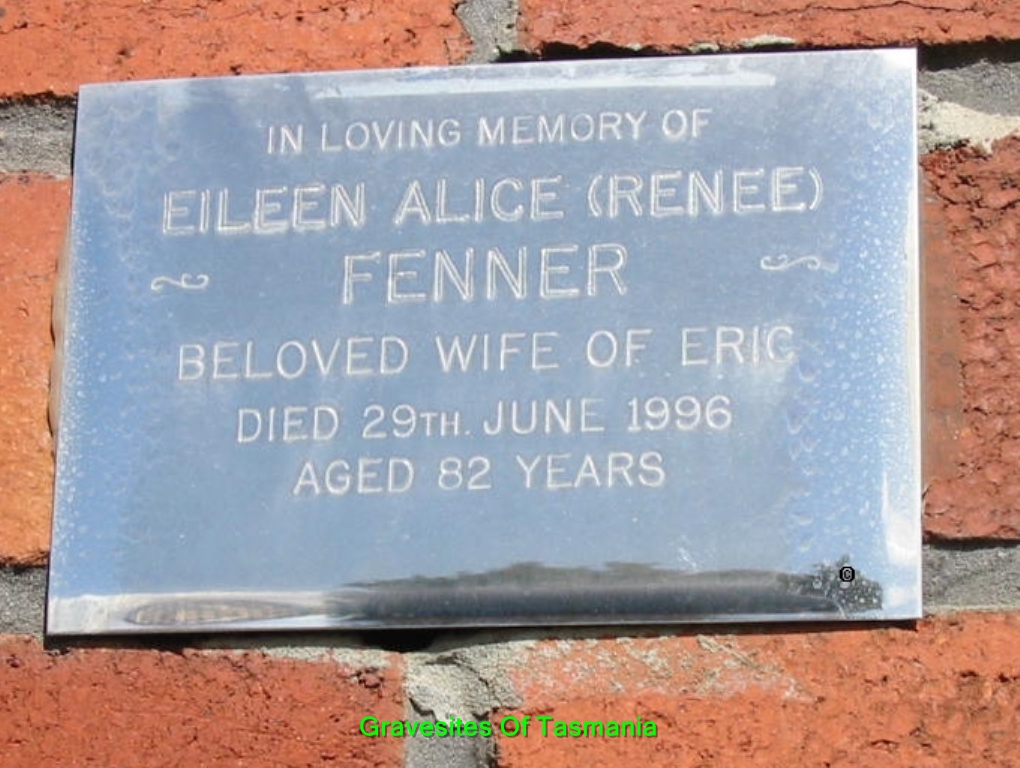 IN LOVING MEMORY OF
EILEEN ALICE (RENEE)
FENNER
BELOVED WIFE OF ERIC
DIED 29TH. JUNE 1996
AGED 82 YEARS
©
Gravesites Of Tasmania